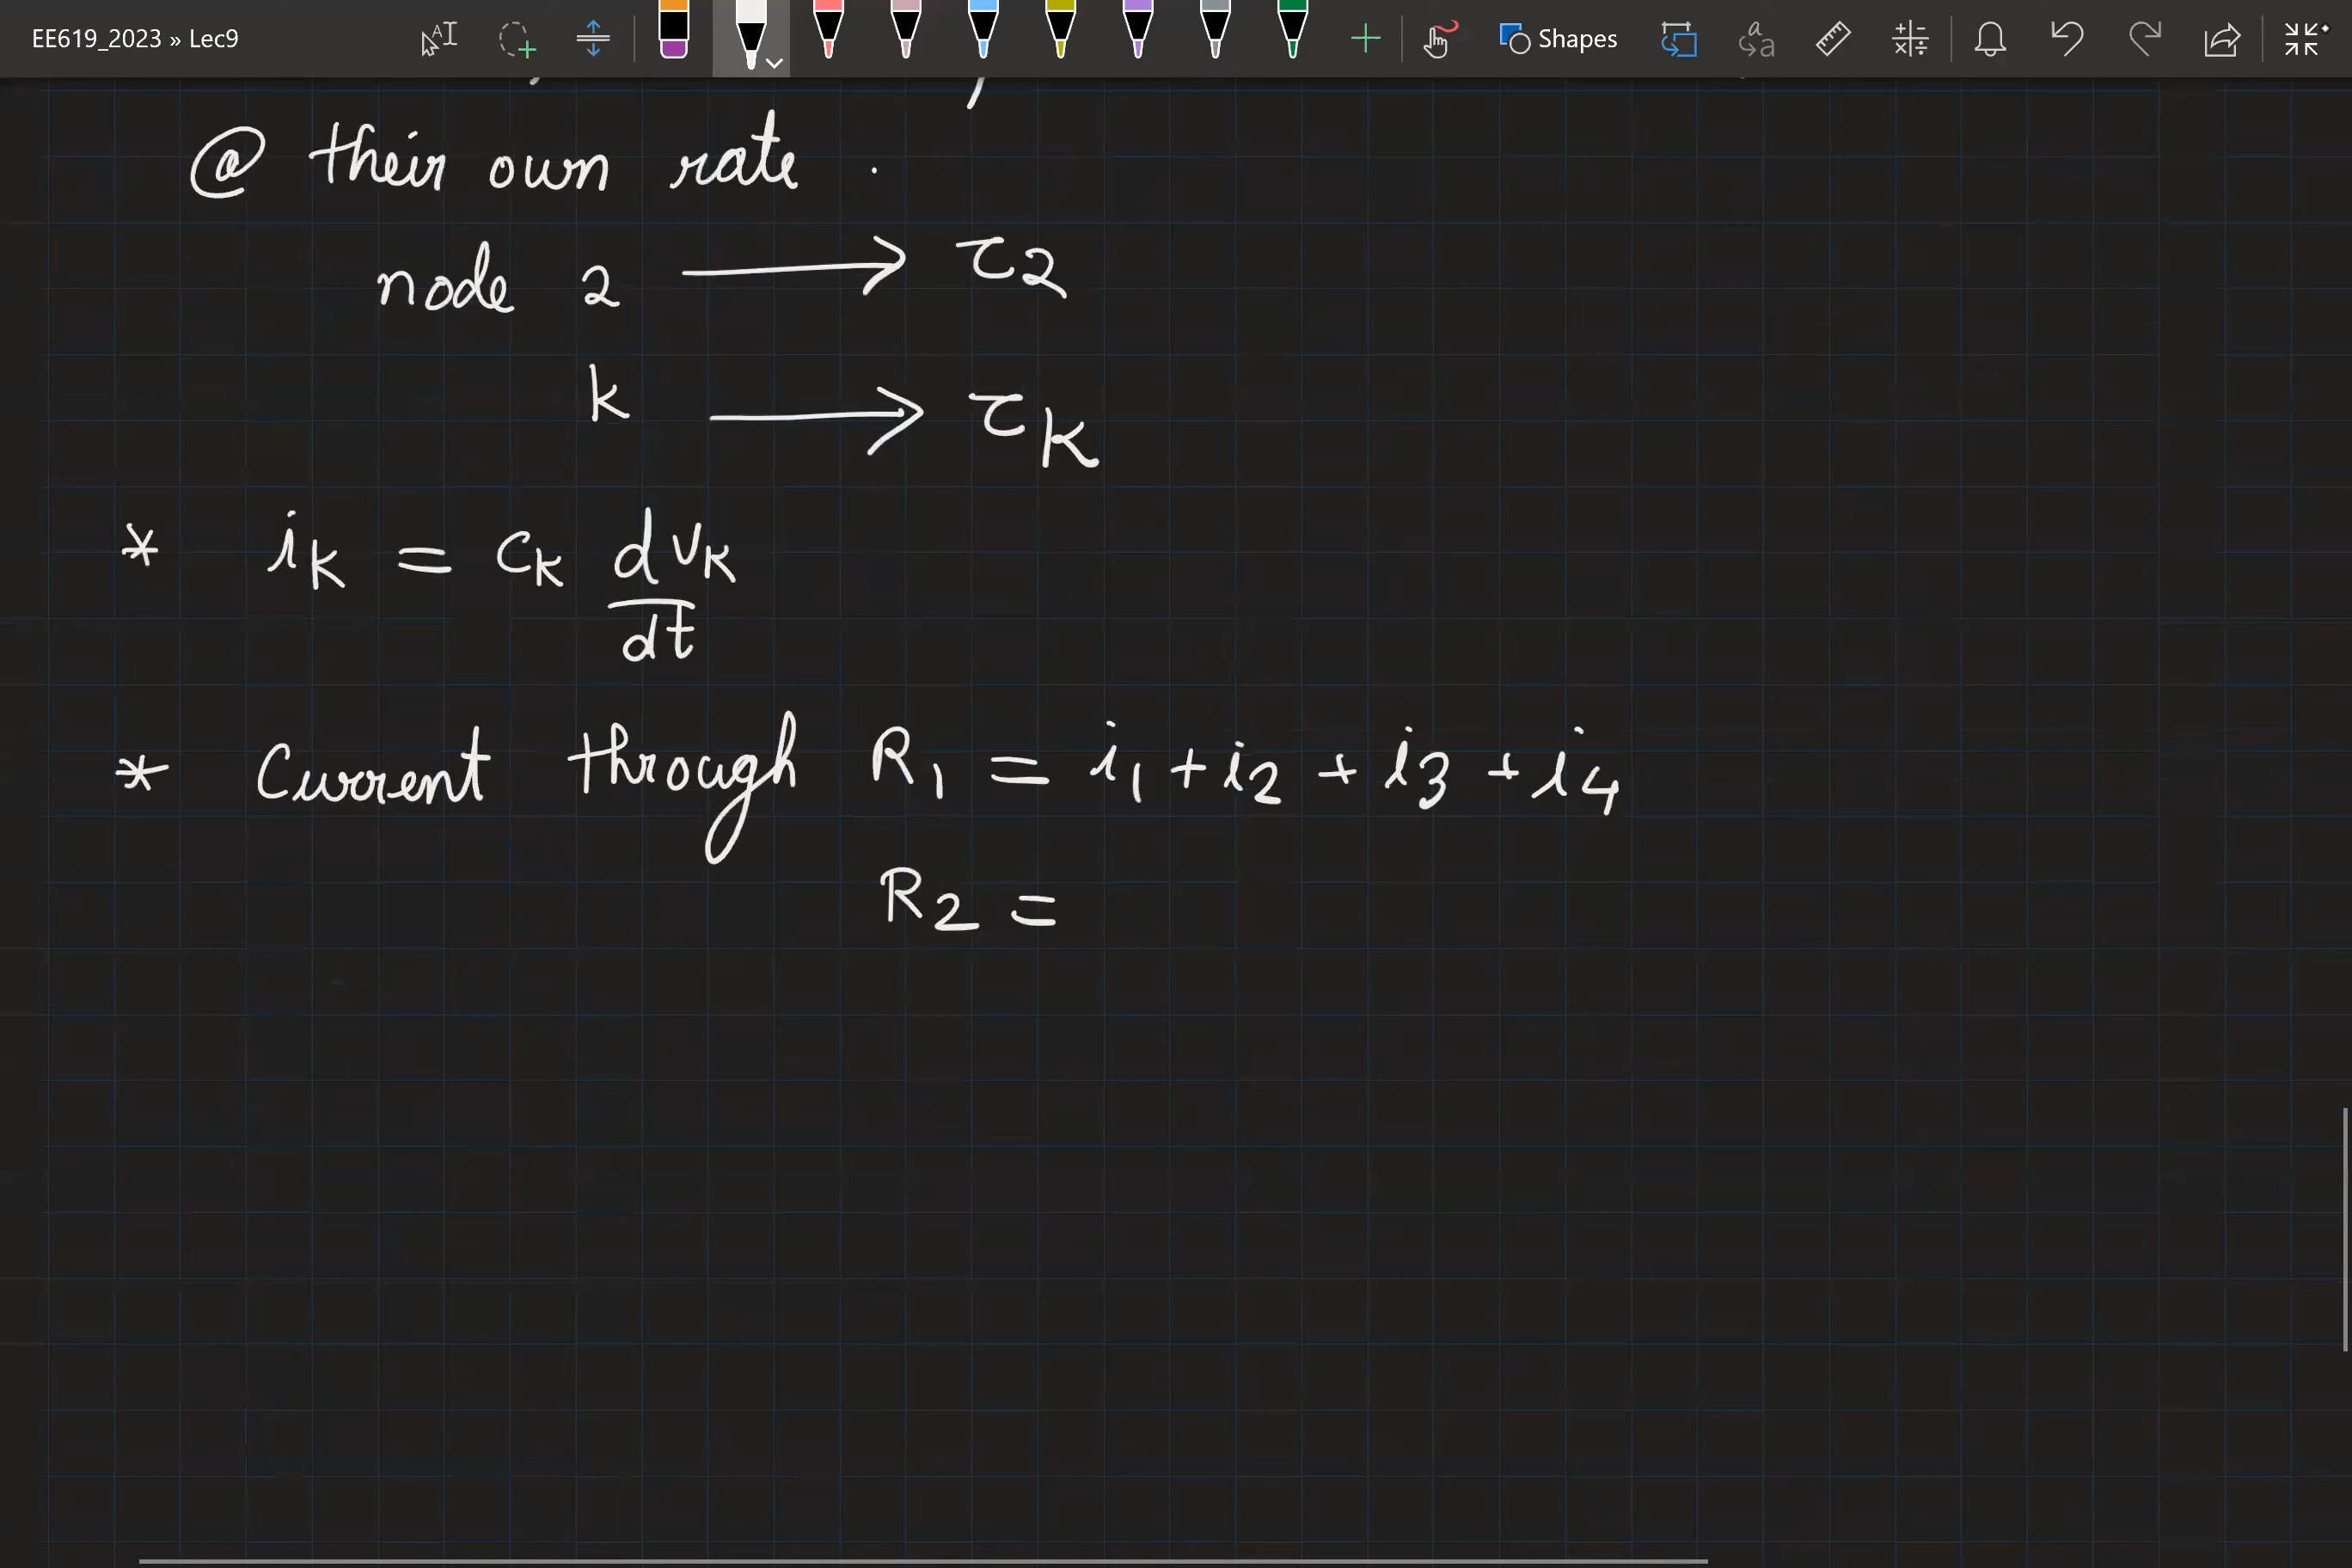 EE619_2023 » Lec9
Shapes
@ their own rate .
node 2 ⟶ τ2
k ⟶ τk
* ik = ck dvk/dt
* Current through R1 = i1 + i2 + i3 + i4
R2 =